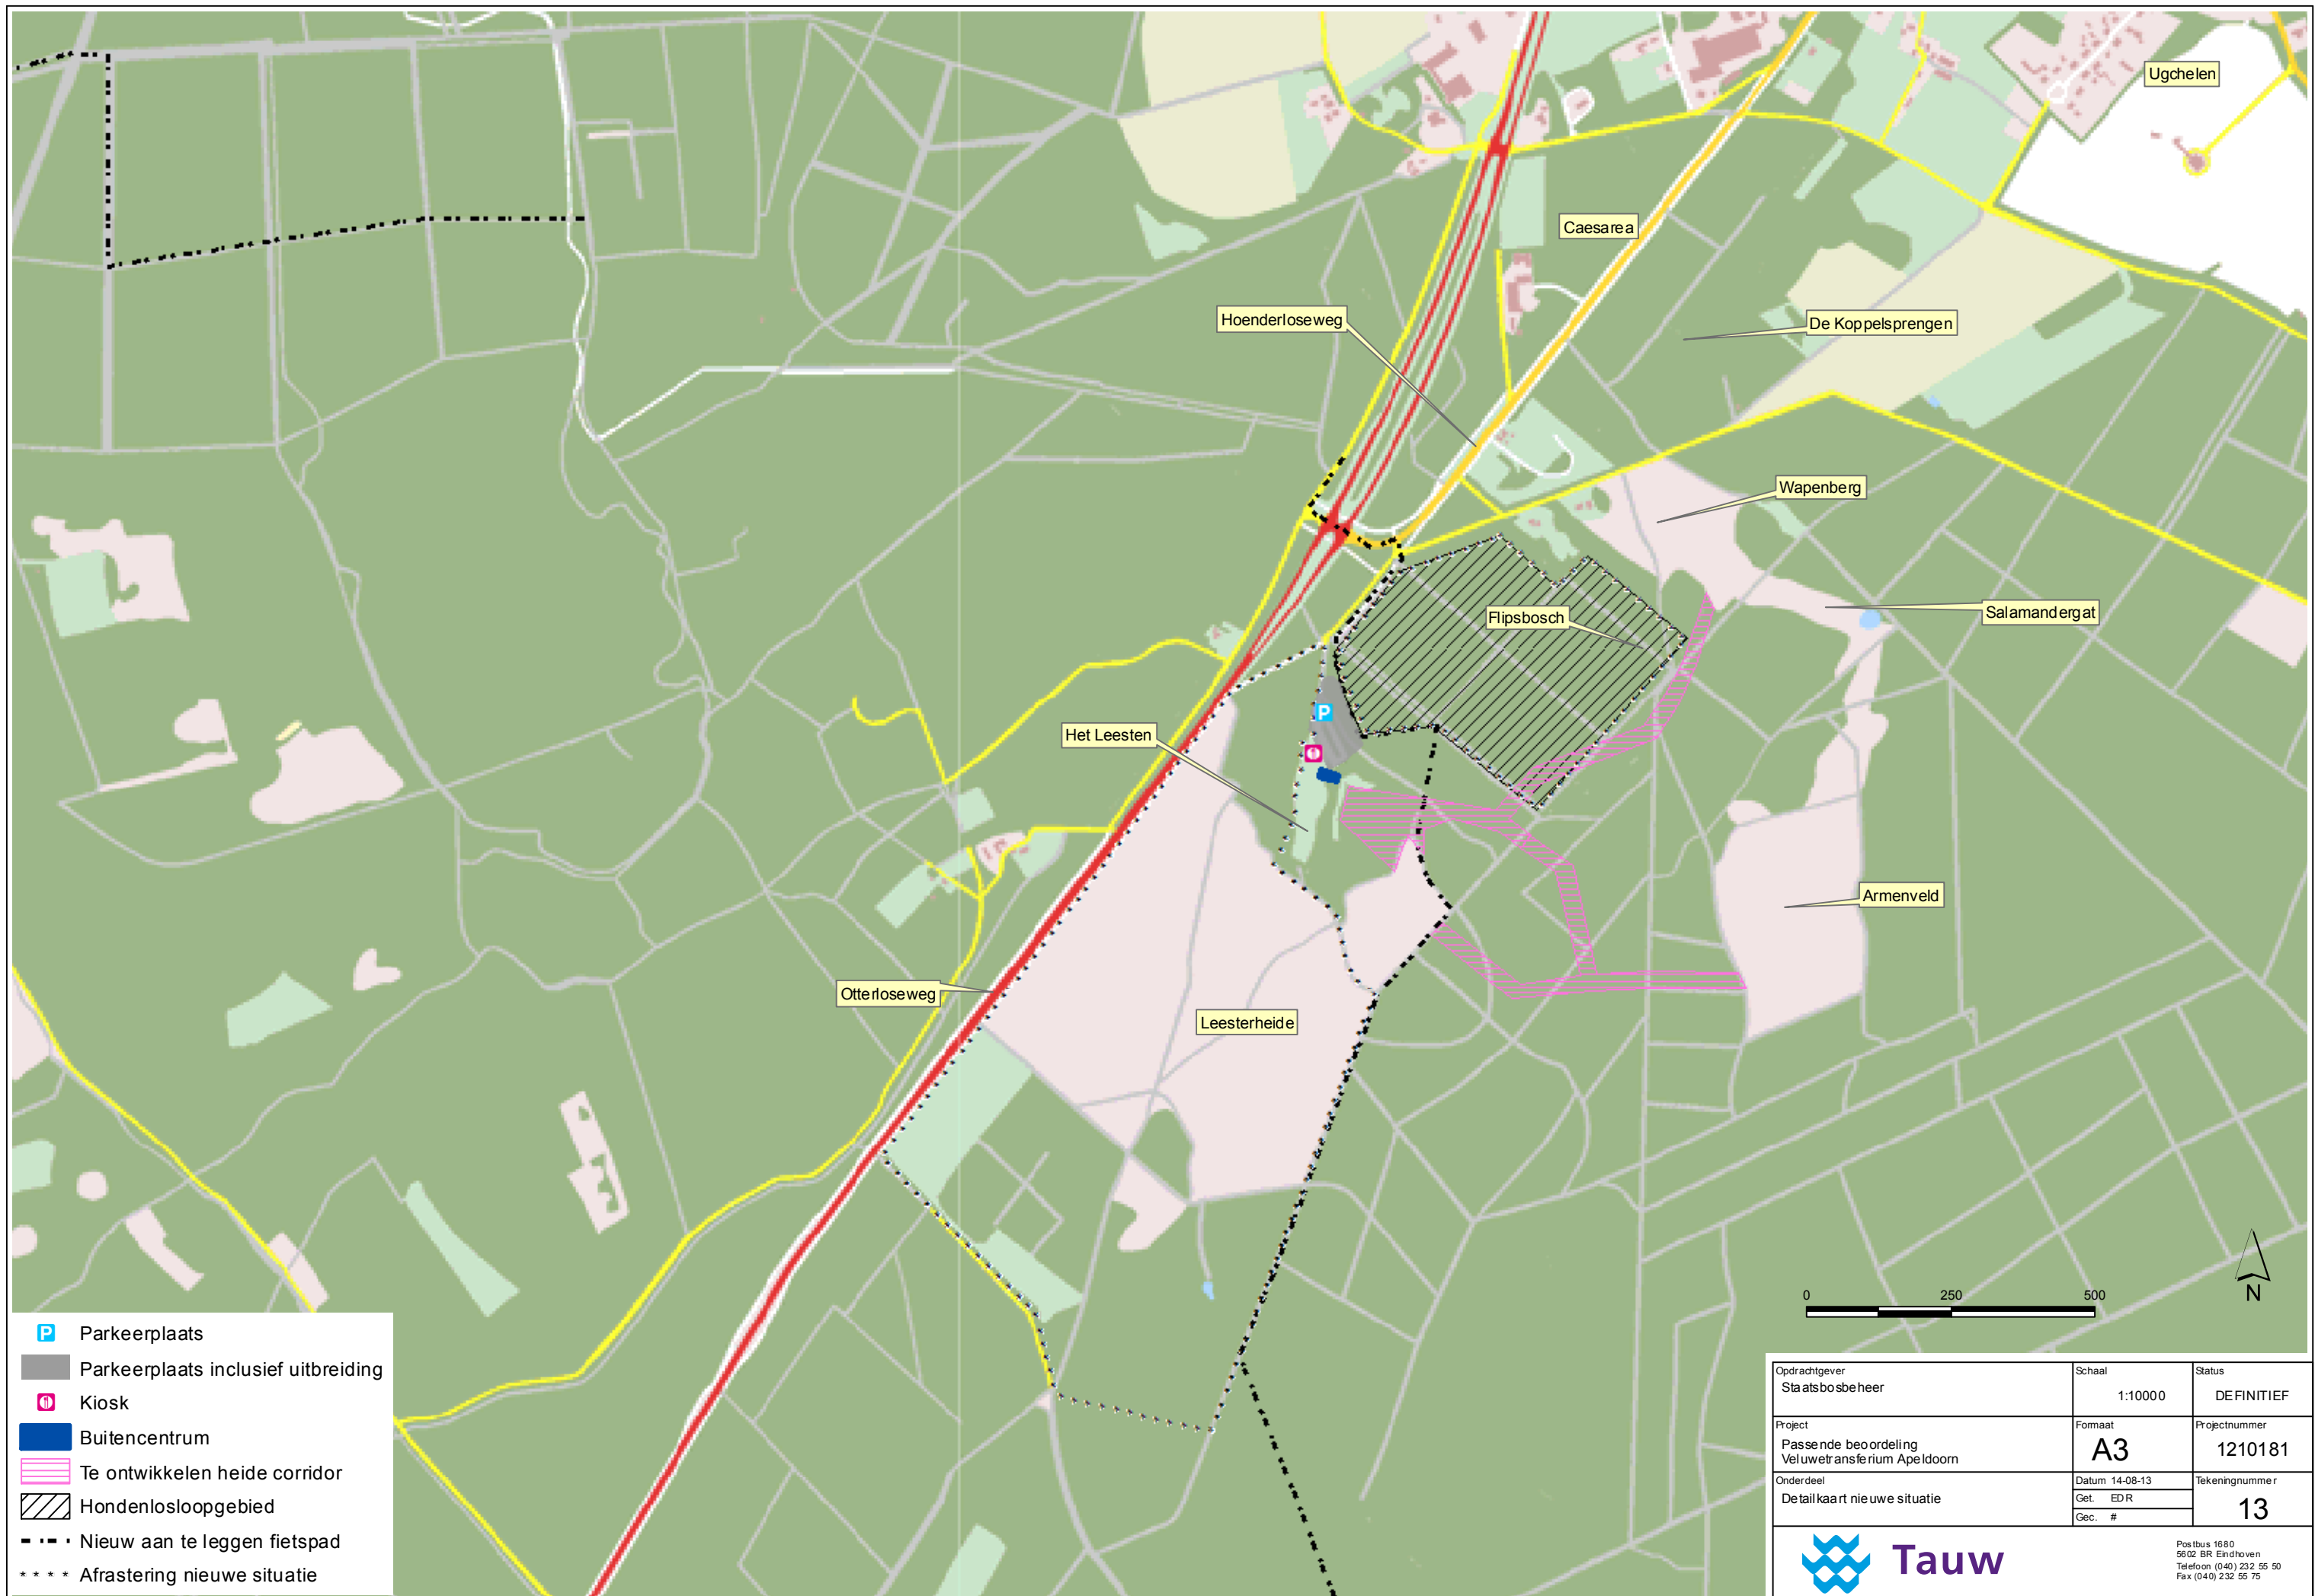 Ugchelen
Caesarea
Hoenderloseweg
De Koppelsprengen
Wapenberg
Salamandergat
Flipsbosch
P
Het Leesten
Armenveld
Otterloseweg
Leesterheide
0 250 500
N
P Parkeerplaats
Parkeerplaats inclusief uitbreiding
Kiosk
Buitencentrum
Te ontwikkelen heide corridor
Hondenlosloopgebied
Nieuw aan te leggen fietspad
Afrastering nieuwe situatie
Opdrachtgever
Staatsbosbeheer
Schaal
1:10000
Status
DEFINITIEF
Project
Passende beoordeling
Veluwetransferium Apeldoorn
Formaat
A3
Projectnummer
1210181
Onderdeel
Detailkaart nieuwe situatie
Datum 14-08-13
Get. EDR
Gec. #
Tekeningnummer
13
Tauw
Postbus 1680
5602 BR Eindhoven
Telefoon (040) 232 55 50
Fax (040) 232 55 75